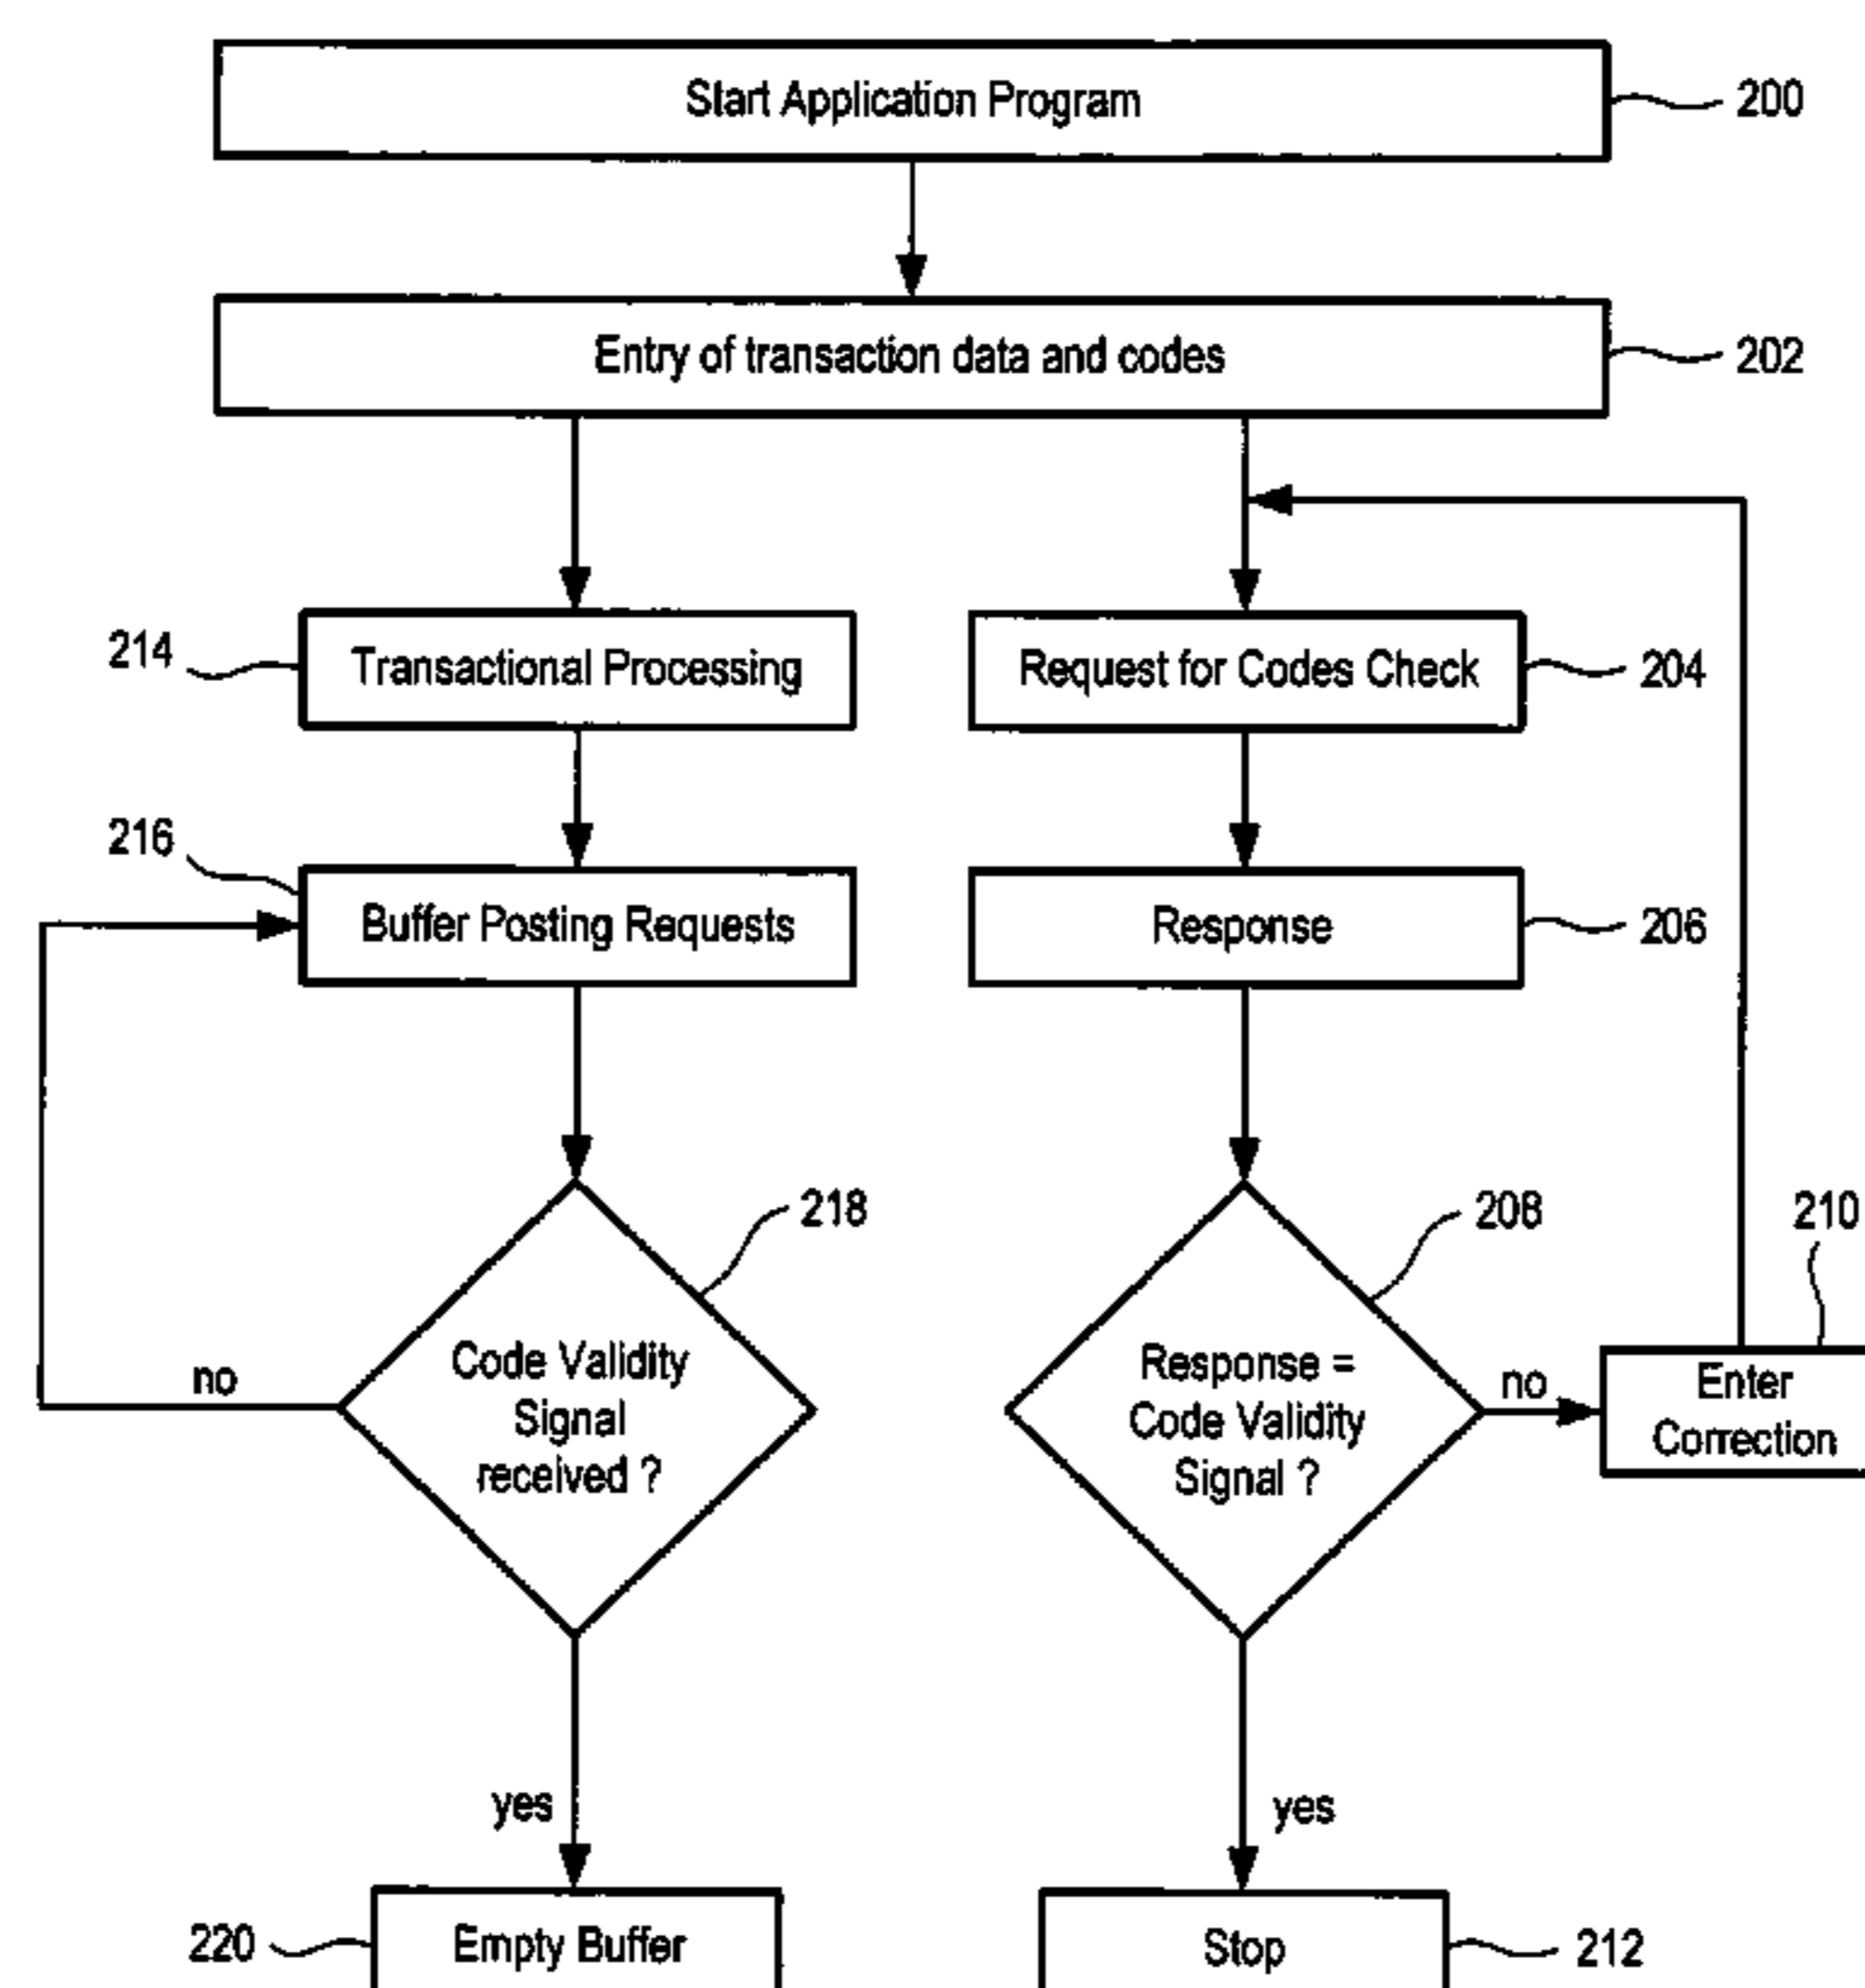 Start Application Program
200
Entry of transaction data and codes
202
214
Transactional Processing
Request for Codes Check
204
216
Buffer Posting Requests
Response
206
218
208
210
no
Code Validity
Signal
received ?
Response =
Code Validity
Signal ?
no
Enter
Correction
yes
yes
220
Empty Buffer
Stop
212